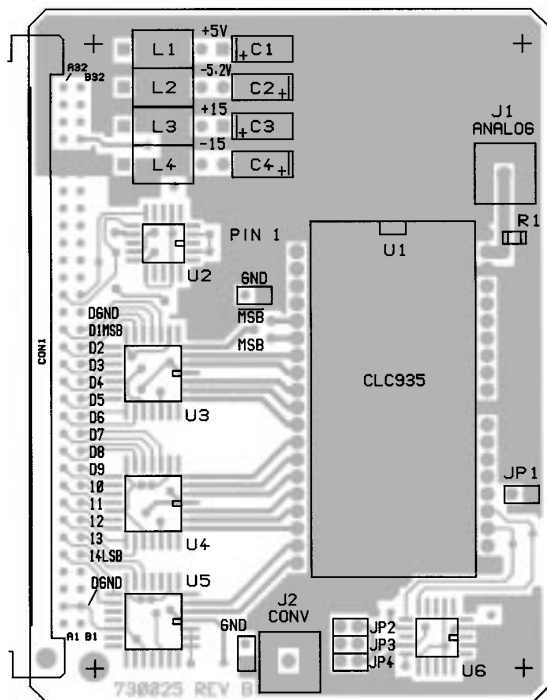 +5V
L1
+C1
A32
B32
-5.2V
L2
C2+
+15
L3
+C3
-15
L4
C4+
J1
ANALOG
R1
PIN 1
U1
U2
GND
DGND
D1MSB
MSB
D2
MSB
D3
CON1
D4
CLC935
D5
D6
U3
D7
D8
D9
10
JP1
11
12
13
U4
14LSB
U5
DGND
J2
CONV
GND
JP2
A1 B1
JP3
JP4
U6
730025 REV B